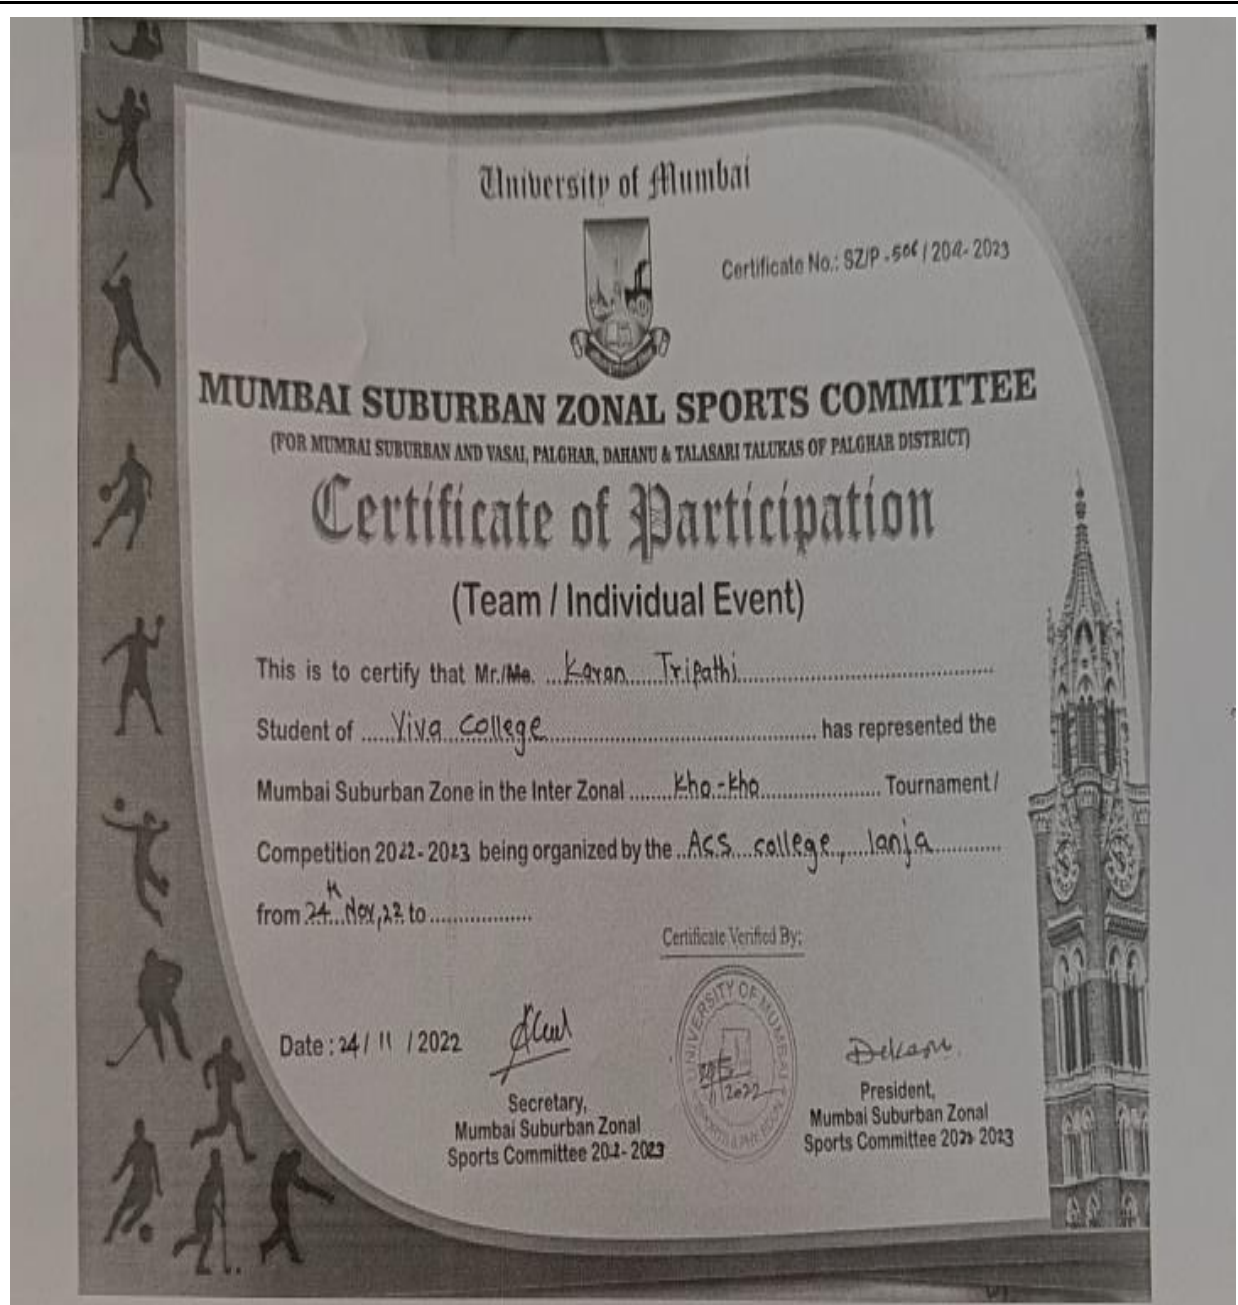 University of Mumbai
Certificate No.: SZ/P - 506 / 202 - 2023
MUMBAI SUBURBAN ZONAL SPORTS COMMITTEE
(FOR MUMBAI SUBURBAN AND VASAI, PALGHAR, DAHANU & TALASARI TALUKAS OF PALGHAR DISTRICT)
Certificate of Participation
(Team / Individual Event)
This is to certify that Mr./Ms. ...Karan......Tripathi...
Student of .....Viva College... has represented the
Mumbai Suburban Zone in the Inter Zonal .......Kho-Kho... Tournament /
Competition 2022 - 2023 being organized by the ..ACS....college,....lanja...
from 24th Nov,22 to ..................
Certificate Verified By:
Date : 24 / 11 / 2022
UNIVERSITY OF MUMBAI
2022
Secretary,
Mumbai Suburban Zonal
Sports Committee 2022 - 2023
President,
Mumbai Suburban Zonal
Sports Committee 2022 2023